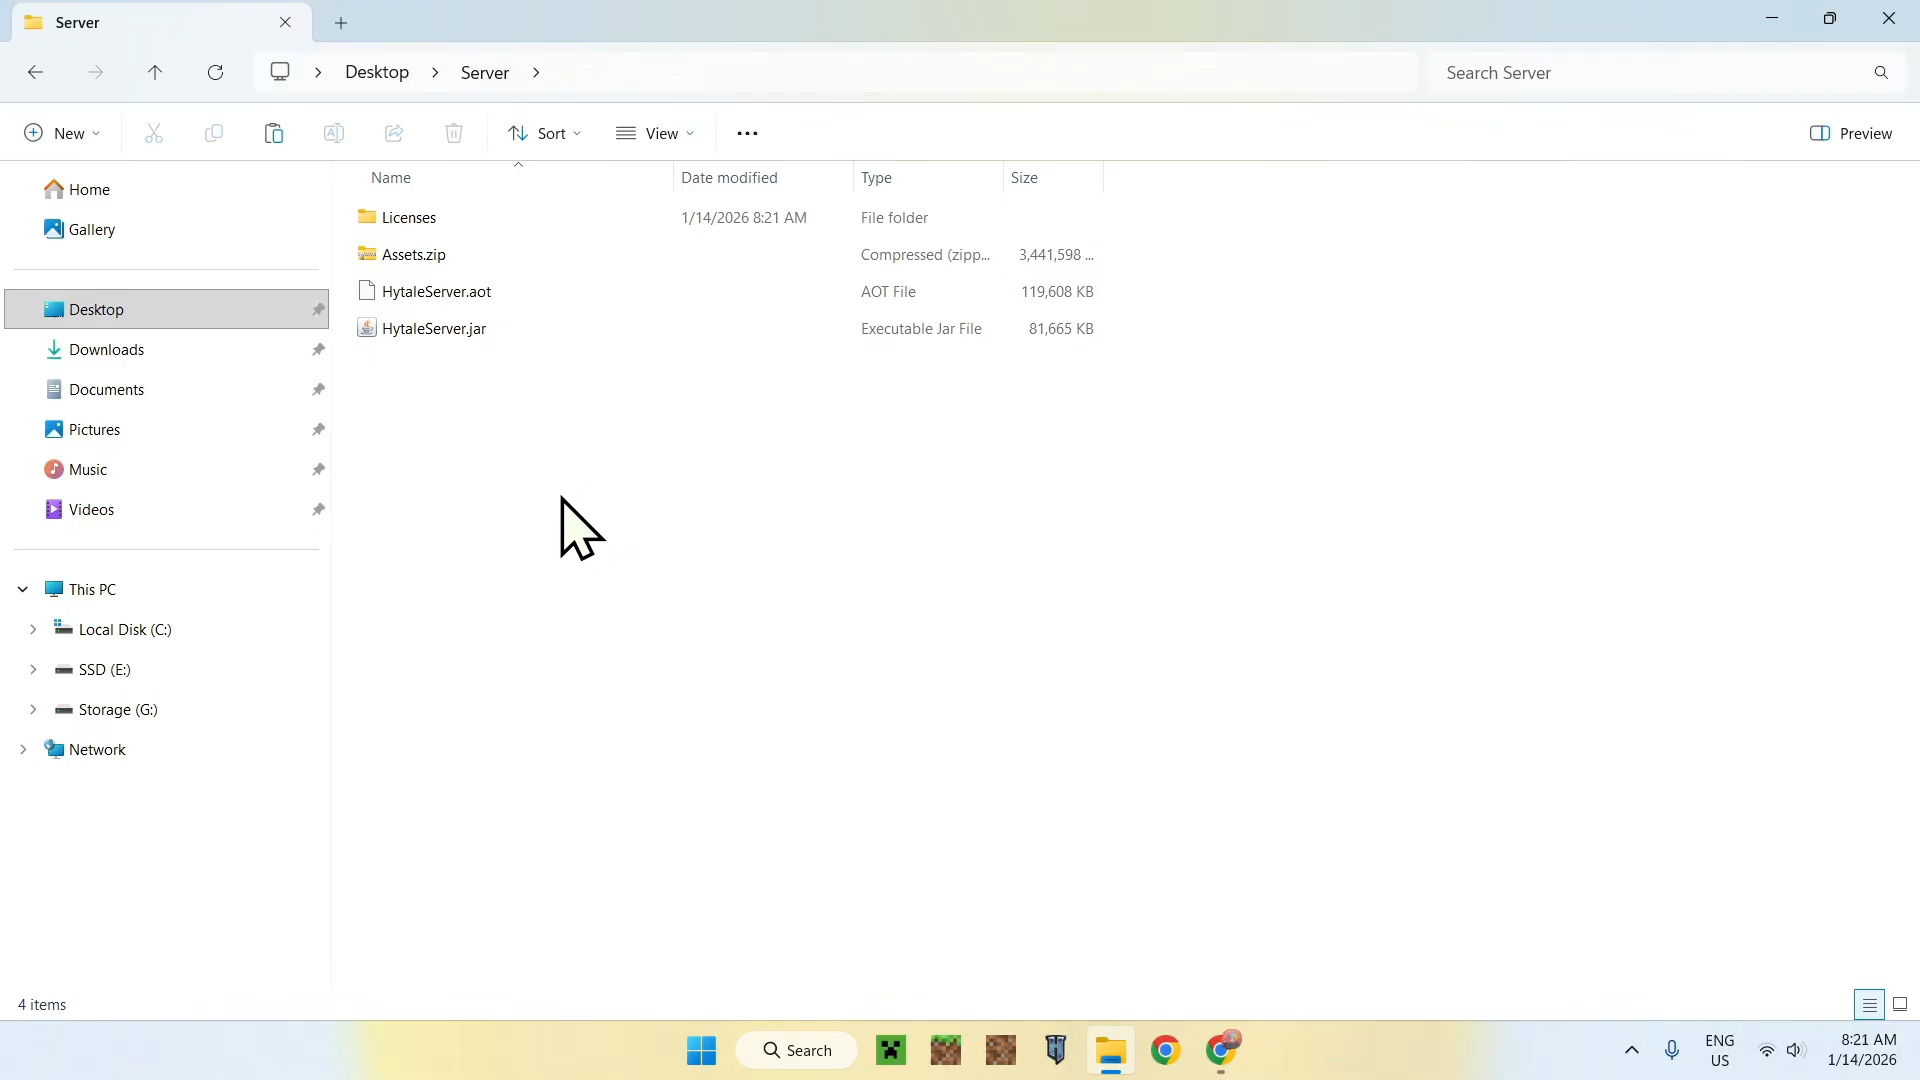 Server
Desktop
Server
Search Server
New
Sort
View
Preview
Name
Date modified
Type
Size
Home
Gallery
Desktop
Downloads
Documents
Pictures
Music
Videos
This PC
Local Disk (C:)
SSD (E:)
Storage (G:)
Network
Licenses 1/14/2026 8:21 AM File folder
Assets.zip Compressed (zipp... 3,441,598 ...
HytaleServer.aot AOT File 119,608 KB
HytaleServer.jar Executable Jar File 81,665 KB
4 items
Search
ENG
US
8:21 AM
1/14/2026